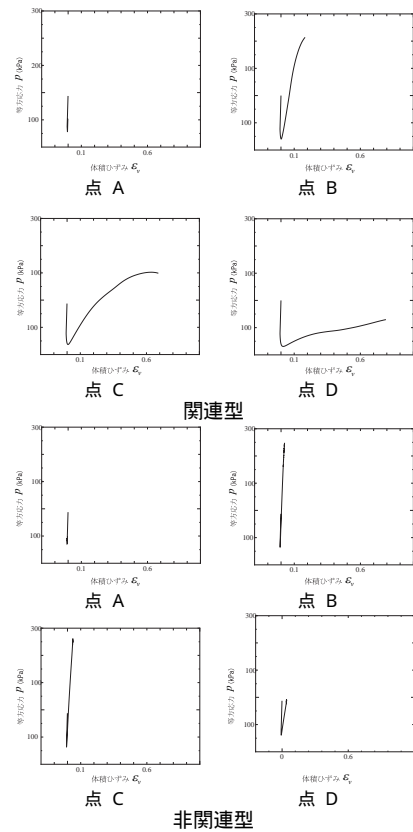 300
200
100
等方応力 p (kPa)
0.1 0.6
体積ひずみ εv
点 A
300
100
100
等方応力 p (kPa)
0.1 0.6
体積ひずみ εv
点 B
300
100
100
等方応力 p (kPa)
0.1 0.6
体積ひずみ εv
点 C
300
100
100
等方応力 p (kPa)
0.1 0.6
体積ひずみ εv
点 D
関連型
300
100
100
等方応力 p (kPa)
0.1 0.6
体積ひずみ εv
点 A
300
100
100
等方応力 p (kPa)
0.1 0.6
体積ひずみ εv
点 B
300
100
100
等方応力 p (kPa)
0.1 0.6
体積ひずみ εv
点 C
300
100
100
等方応力 p (kPa)
0 0.6
体積ひずみ εv
点 D
非関連型